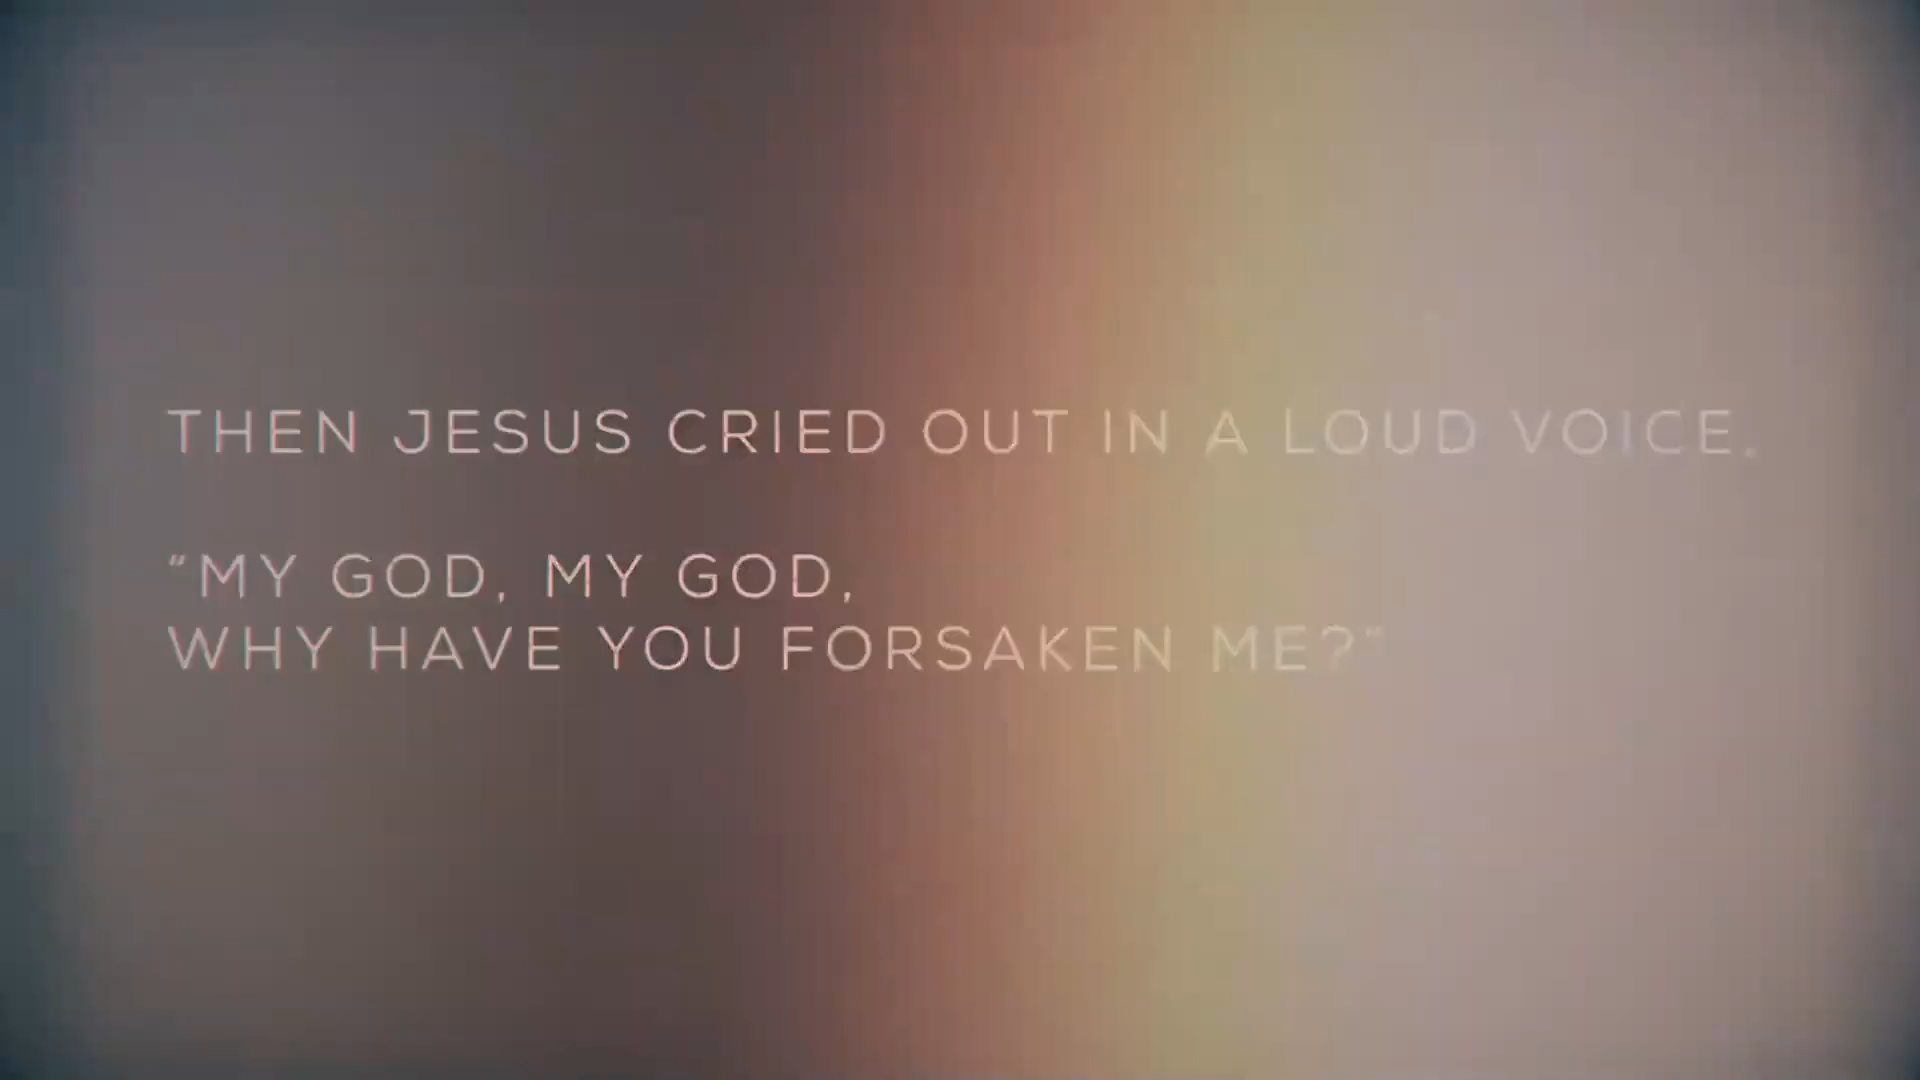 THEN JESUS CRIED OUT IN A LOUD VOICE,
“MY GOD, MY GOD,
WHY HAVE YOU FORSAKEN ME?”